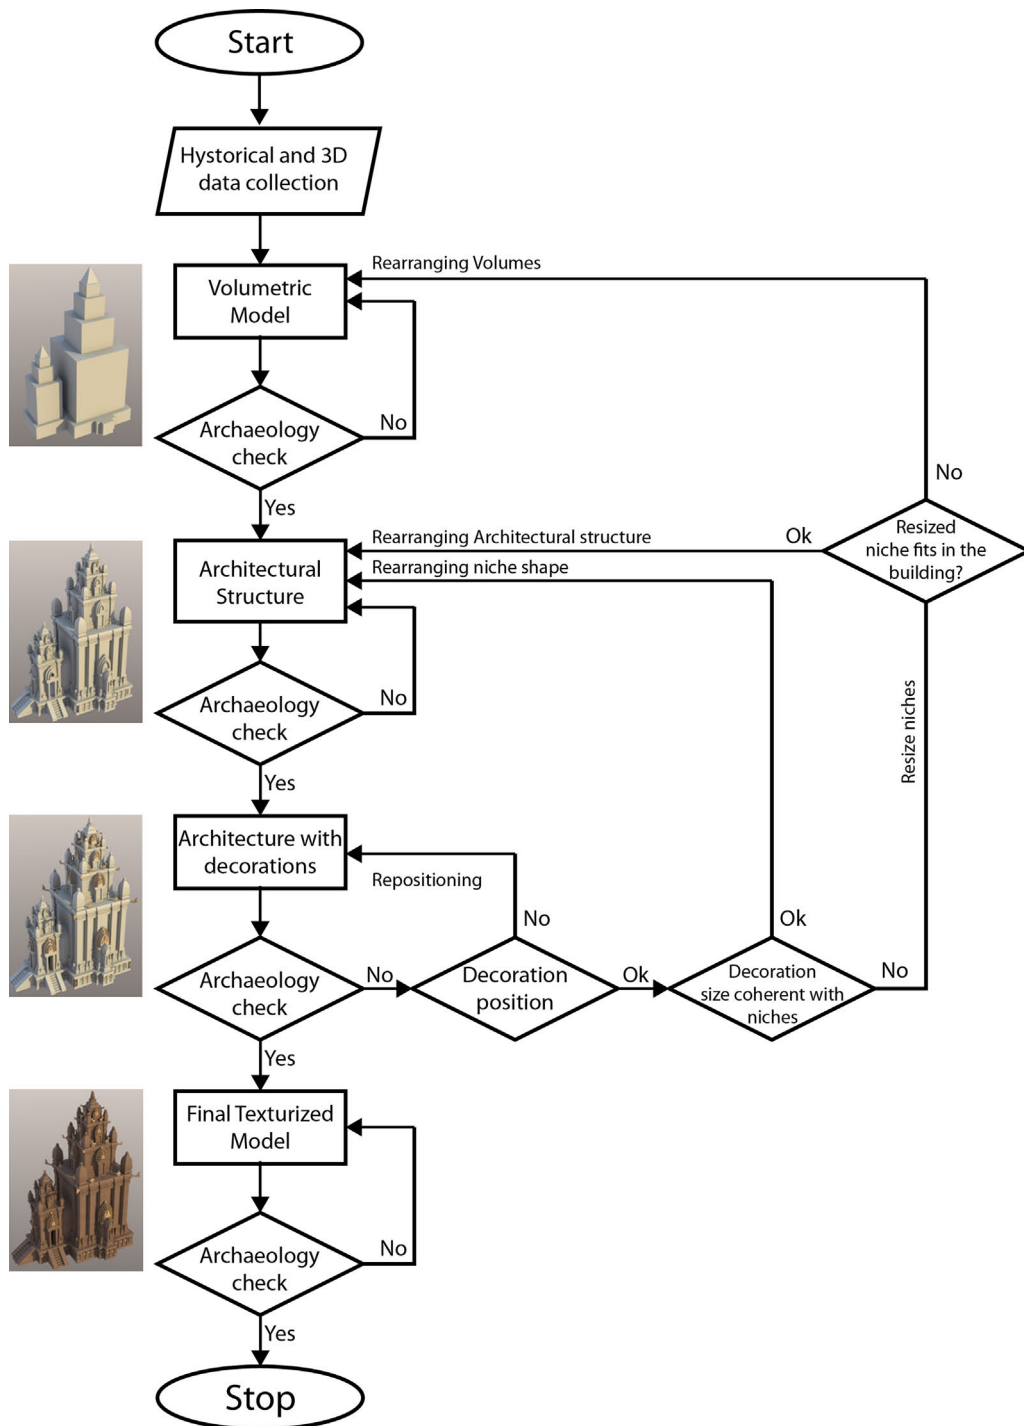 Start
Hystorical and 3D
data collection
Rearranging Volumes
Volumetric
Model
No
Archaeology
check
No
Yes
Resized
niche fits in the
building?
Ok
Rearranging Architectural structure
Rearranging niche shape
Architectural
Structure
No
Archaeology
check
Resize niches
Yes
Architecture with
decorations
Repositioning
No
Ok
Archaeology
check
No
Decoration
position
Ok
Decoration
size coherent with
niches
No
Yes
Final Texturized
Model
No
Archaeology
check
Yes
Stop